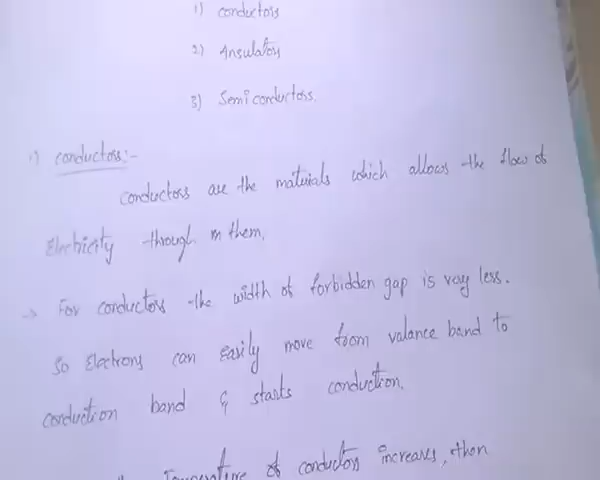 1) conductors
2) Insulators
3) Semiconductors.
1) conductors:-
conductors are the materials which allows the flow of
Electricity through m them.
→ For conductors the width of forbidden gap is very less.
So Electrons can easily move from valance band to
conduction band & starts conduction.
Temperature of conductors increases, then